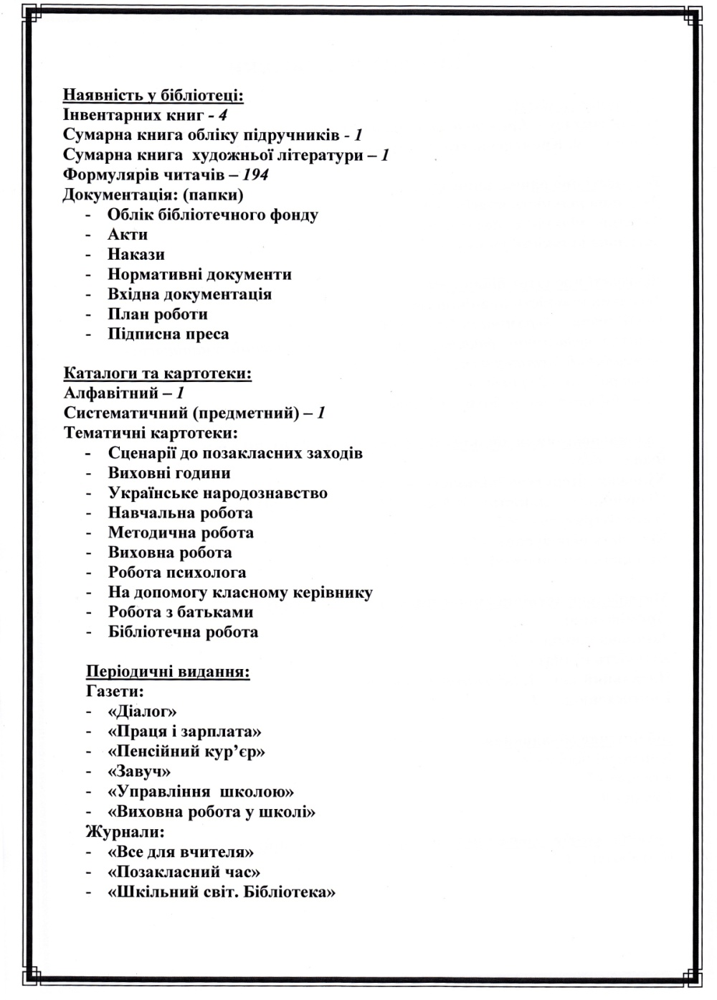 Наявність у бібліотеці:
Інвентарних книг - 4
Сумарна книга обліку підручників - 1
Сумарна книга  художньої літератури – 1
Формулярів читачів – 194
Документація: (папки)
- Облік бібліотечного фонду
- Акти
- Накази
- Нормативні документи
- Вхідна документація
- План роботи
- Підписна преса
Каталоги та картотеки:
Алфавітний – 1
Систематичний (предметний) – 1
Тематичні картотеки:
- Сценарії до позакласних заходів
- Виховні години
- Українське народознавство
- Навчальна робота
- Методична робота
- Виховна робота
- Робота психолога
- На допомогу класному керівнику
- Робота з батьками
- Бібліотечна робота
Періодичні видання:
Газети:
- «Діалог»
- «Праця і зарплата»
- «Пенсійний кур’єр»
- «Завуч»
- «Управління  школою»
- «Виховна робота у школі»
Журнали:
- «Все для вчителя»
- «Позакласний час»
- «Шкільний світ. Бібліотека»